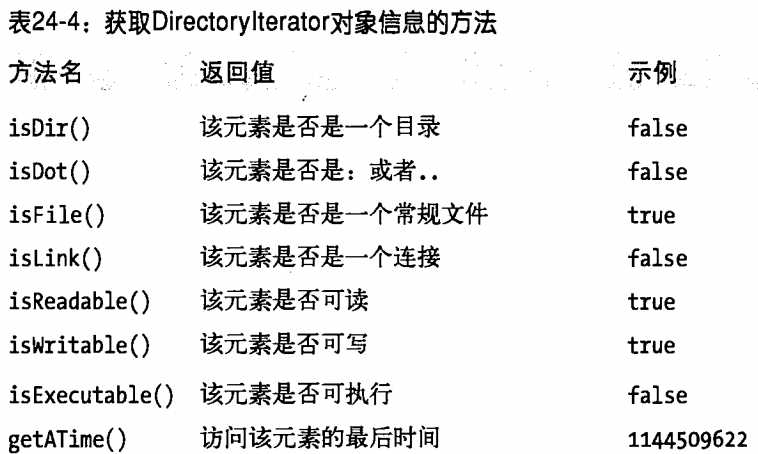 表24-4：获取DirectoryIterator对象信息的方法
方法名 返回值 示例
isDir() 该元素是否是一个目录 false
isDot() 该元素是否是：或者.. false
isFile() 该元素是否是一个常规文件 true
isLink() 该元素是否是一个连接 false
isReadable() 该元素是否可读 true
isWritable() 该元素是否可写 true
isExecutable() 该元素是否可执行 false
getATime() 访问该元素的最后时间 1144509622